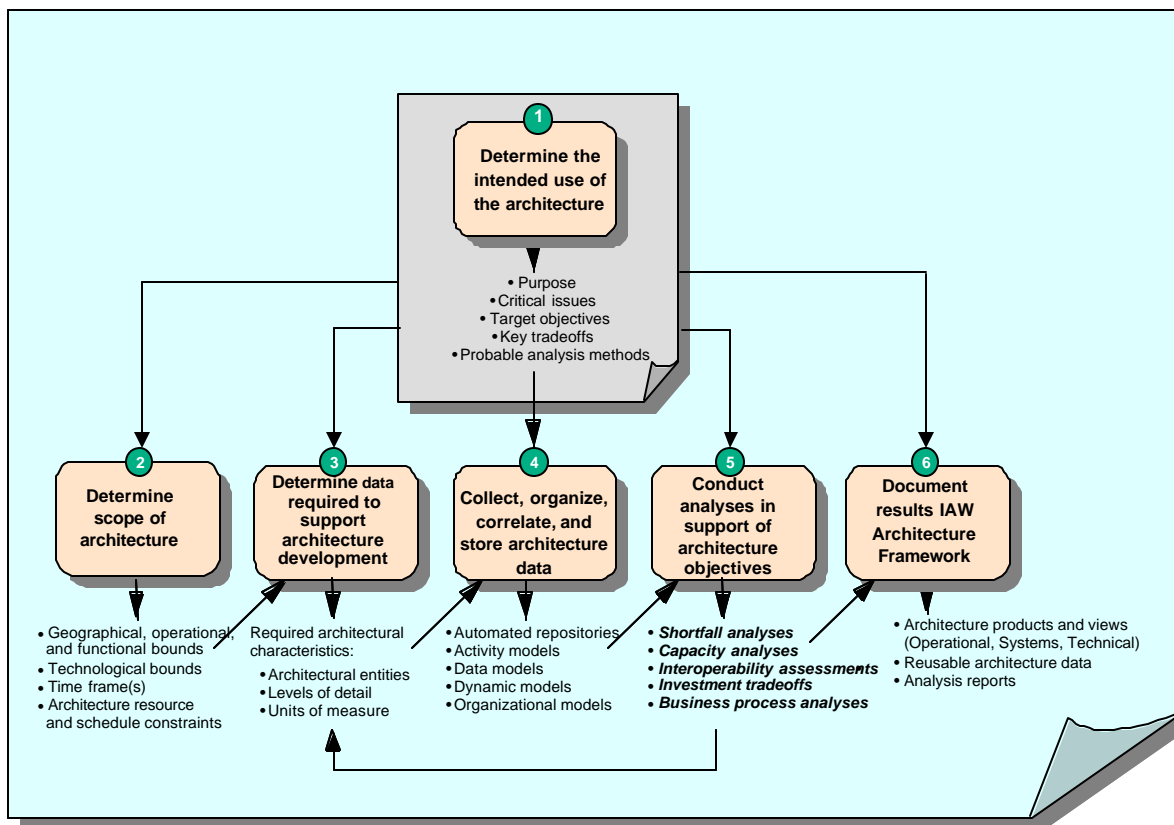 1
Determine the
intended use of
the architecture
• Purpose
• Critical issues
• Target objectives
• Key tradeoffs
• Probable analysis methods
2
Determine
scope of
architecture
• Geographical, operational,
and functional bounds
• Technological bounds
• Time frame(s)
• Architecture resource
and schedule constraints
3
Determine data
required to
support
architecture
development
Required architectural
characteristics:
• Architectural entities
• Levels of detail
• Units of measure
4
Collect, organize,
correlate, and
store architecture
data
• Automated repositories
• Activity models
• Data models
• Dynamic models
• Organizational models
5
Conduct
analyses in
support of
architecture
objectives
• Shortfall analyses
• Capacity analyses
• Interoperability assessments
• Investment tradeoffs
• Business process analyses
6
Document
results IAW
Architecture
Framework
• Architecture products and views
(Operational, Systems, Technical)
• Reusable architecture data
• Analysis reports